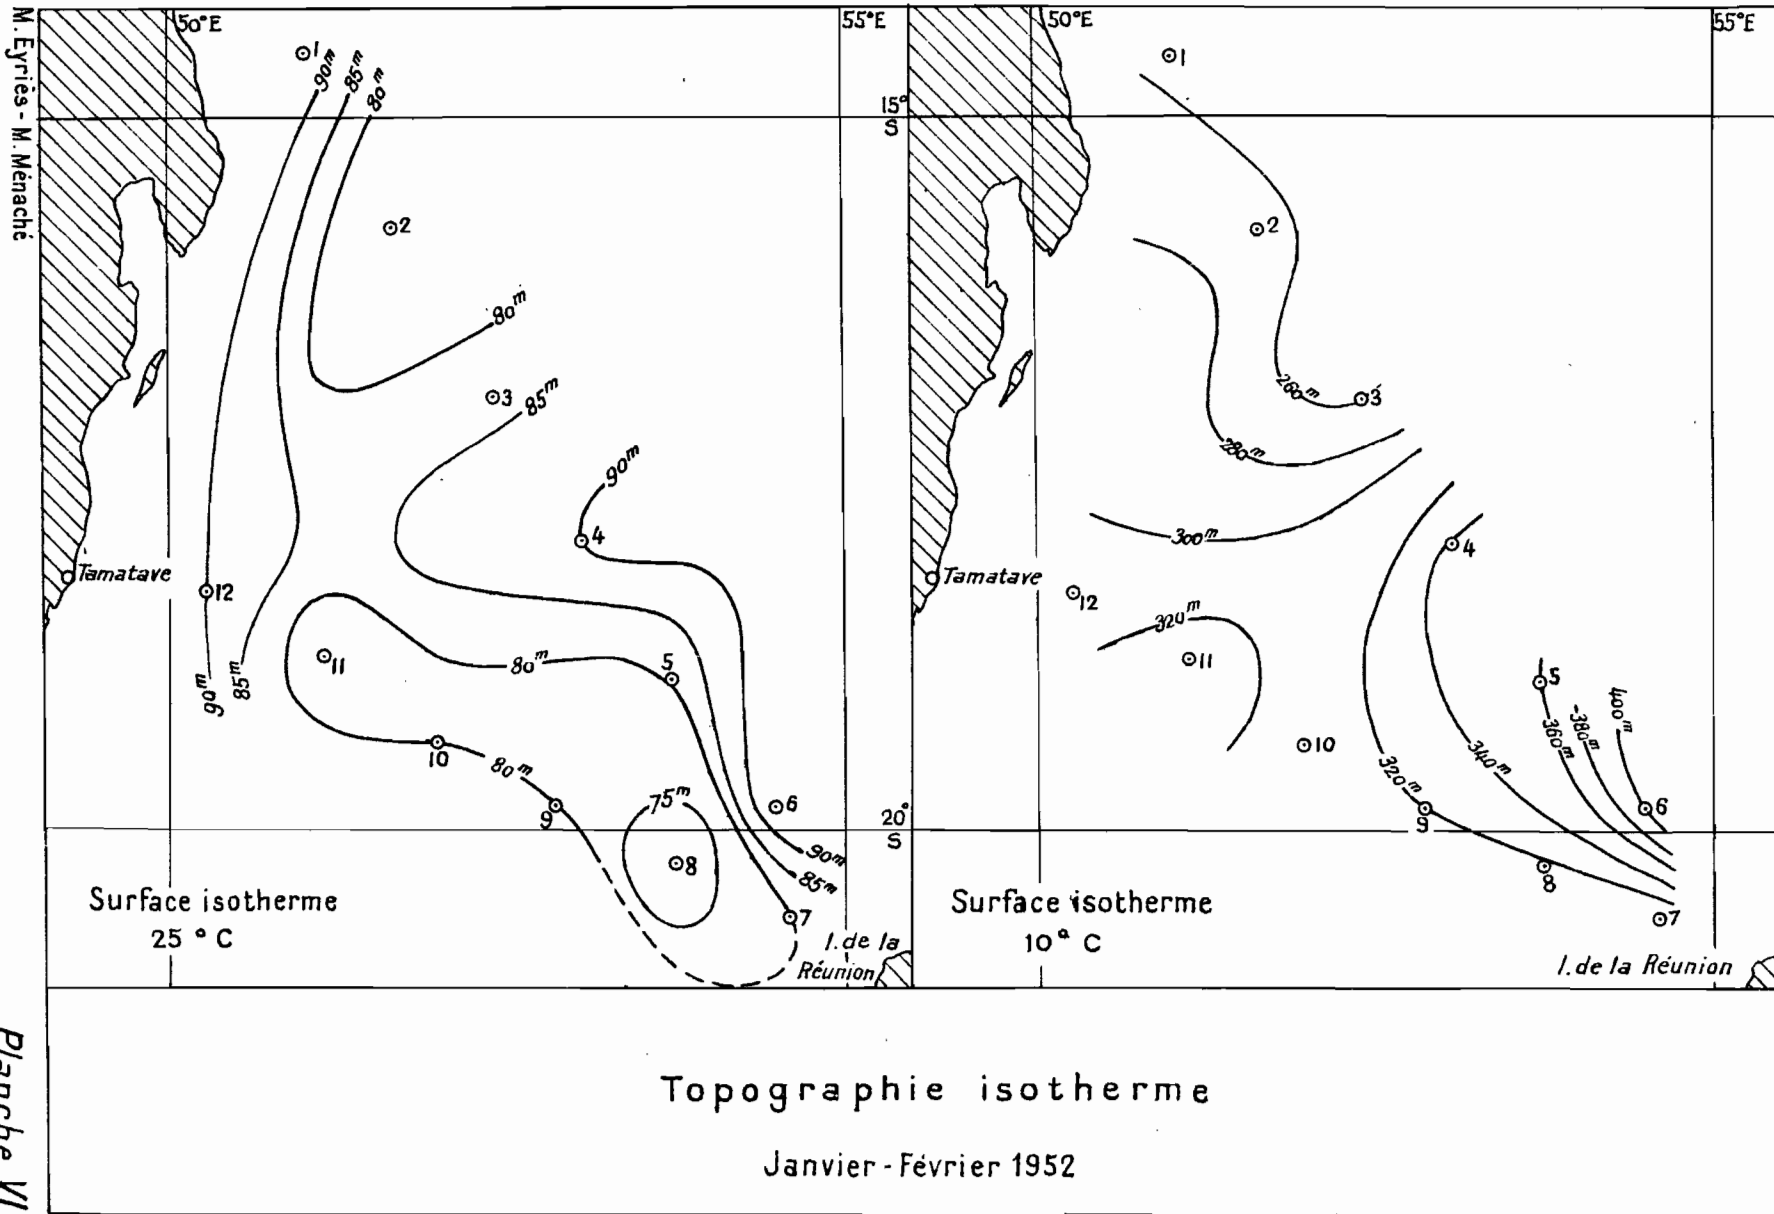 M. Eyriès - M. Ménaché
Planche VI
50°E
55°E
15°
S
20°
S
1
90m
85m
80m
2
80m
3
85m
90m
4
Tamatave
12
11
80m
5
90m
85m
10
80m
9
75m
8
6
90m
85m
7
Surface isotherme
25 ° C
I. de la
Réunion
50°E
55°E
1
2
260m
3
280m
300m
4
Tamatave
12
320m
11
5
10
360m
-380m
400m
320m
340m
9
6
8
7
Surface isotherme
10° C
I. de la Réunion
Topographie isotherme
Janvier - Février 1952